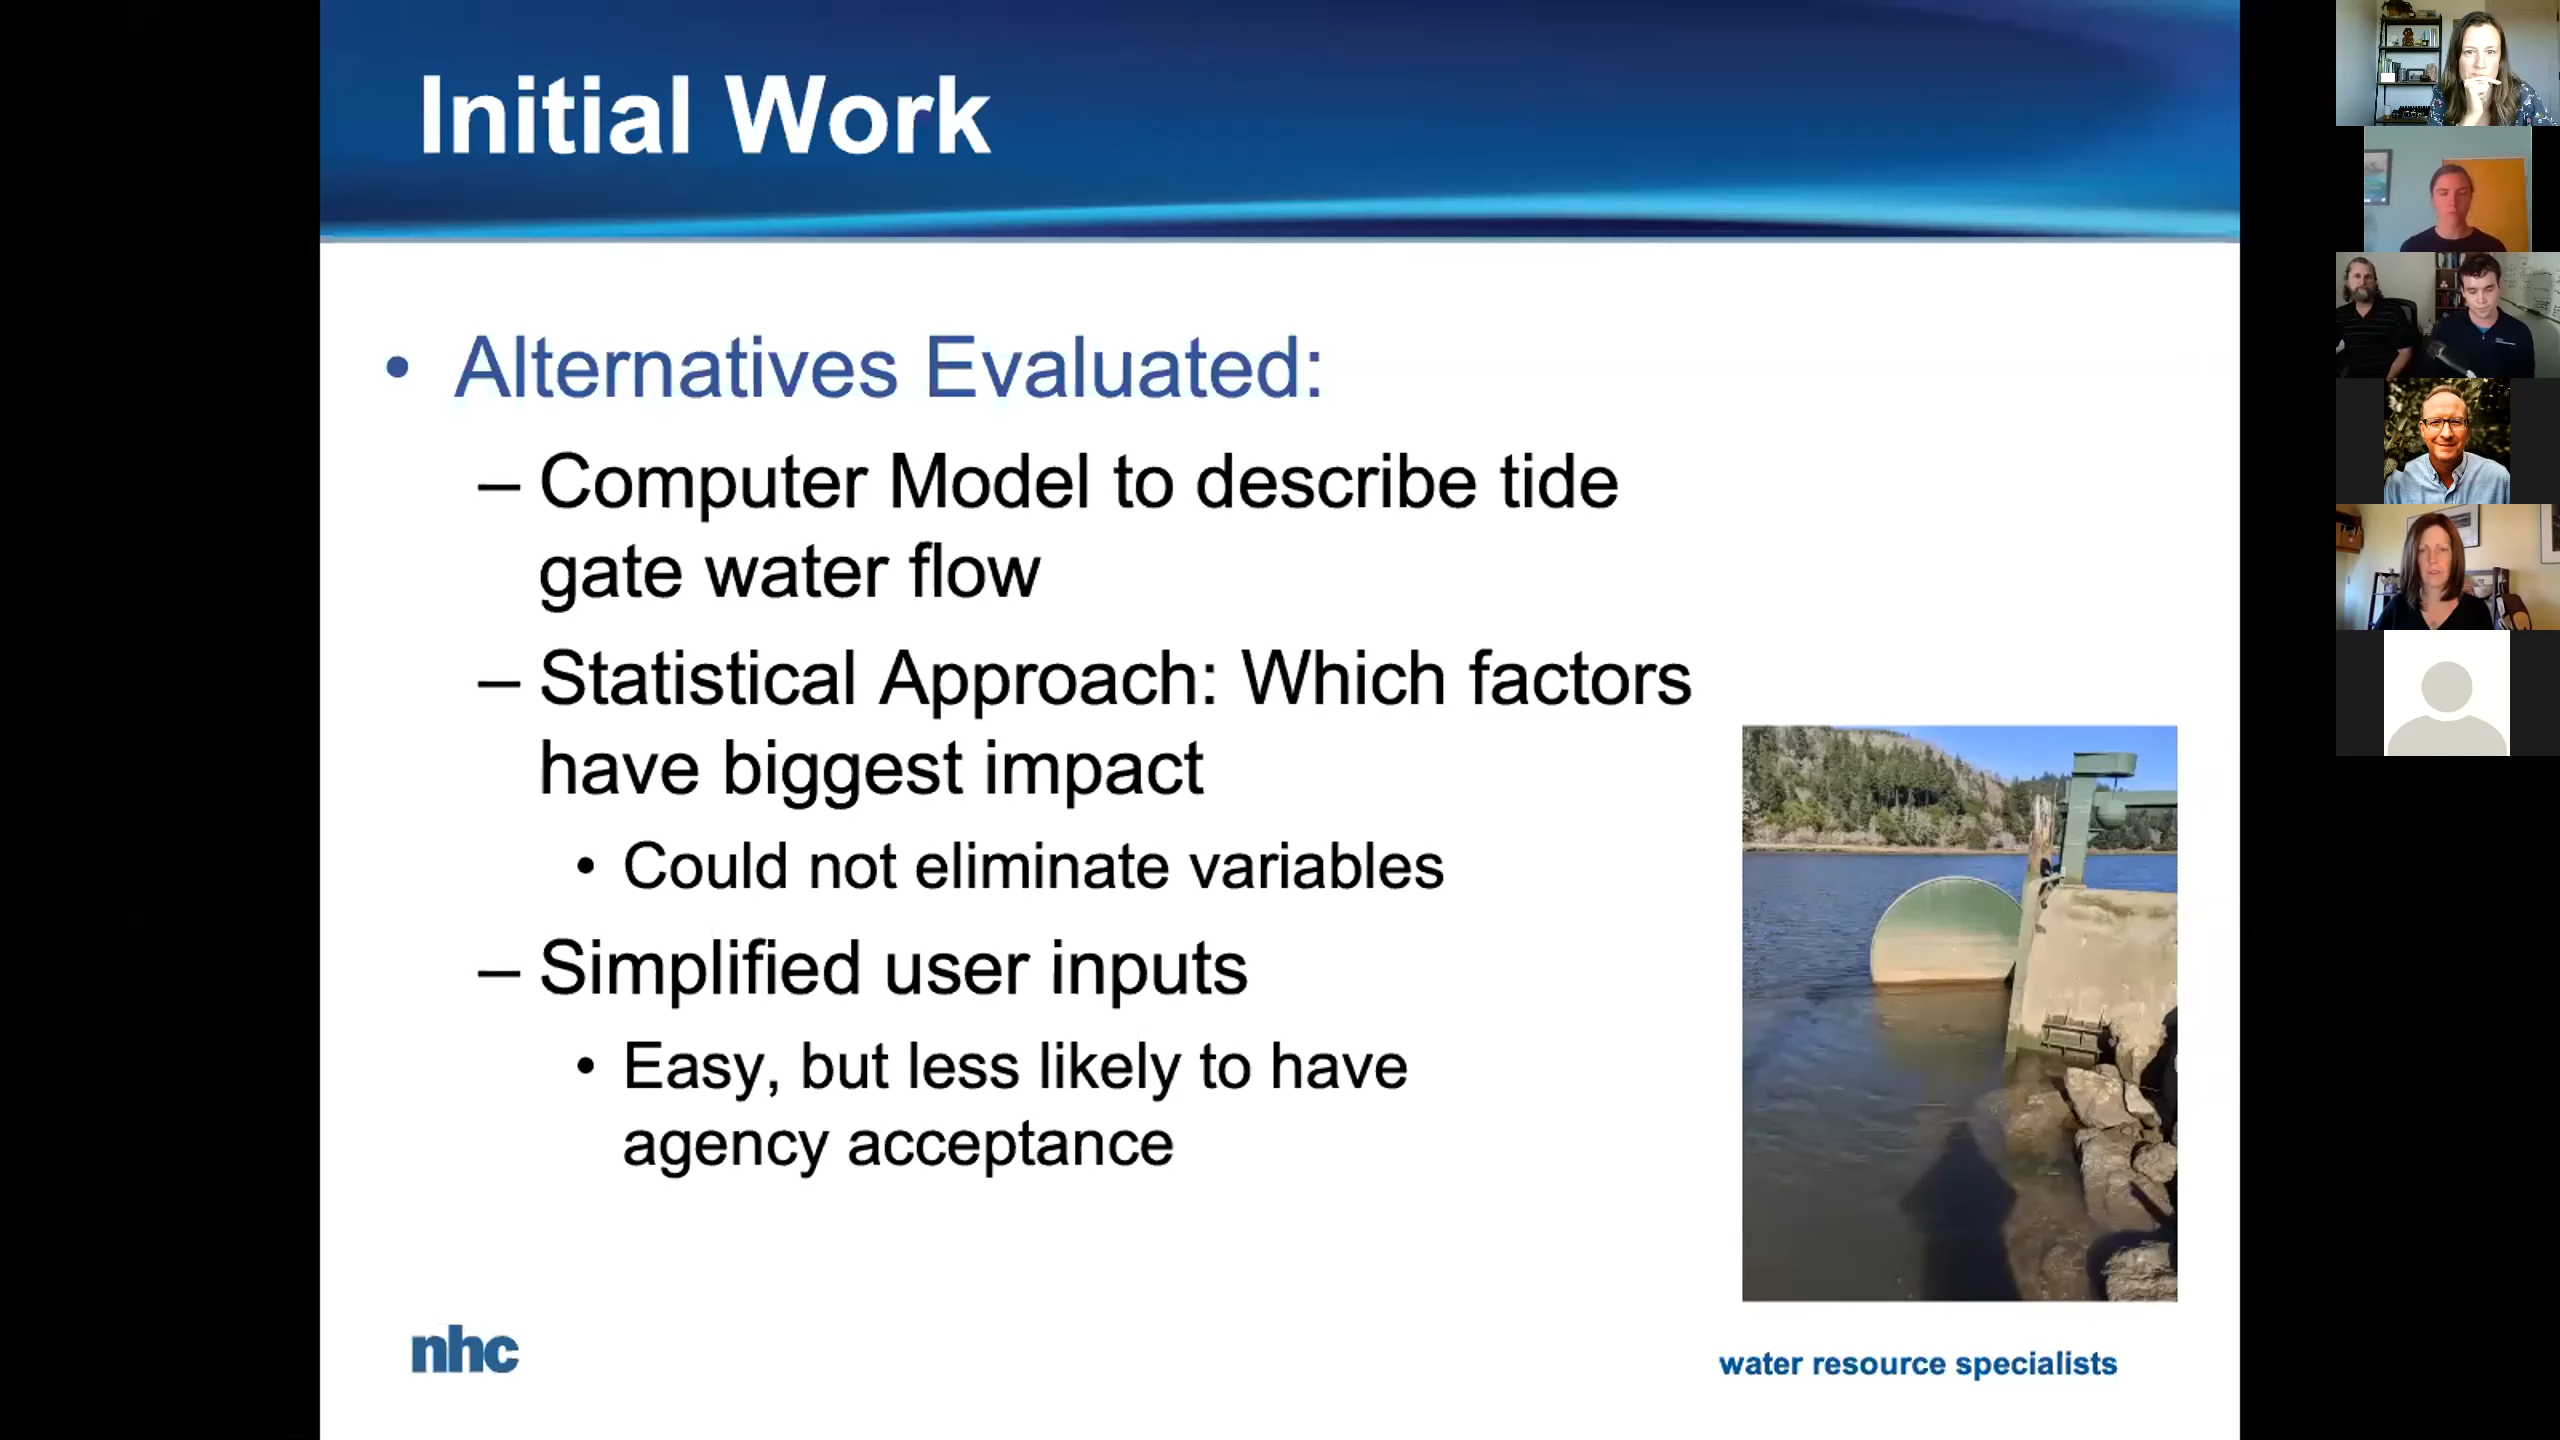 Initial Work
• Alternatives Evaluated:
– Computer Model to describe tide
gate water flow
– Statistical Approach: Which factors
have biggest impact
• Could not eliminate variables
– Simplified user inputs
• Easy, but less likely to have
agency acceptance
nhc
water resource specialists